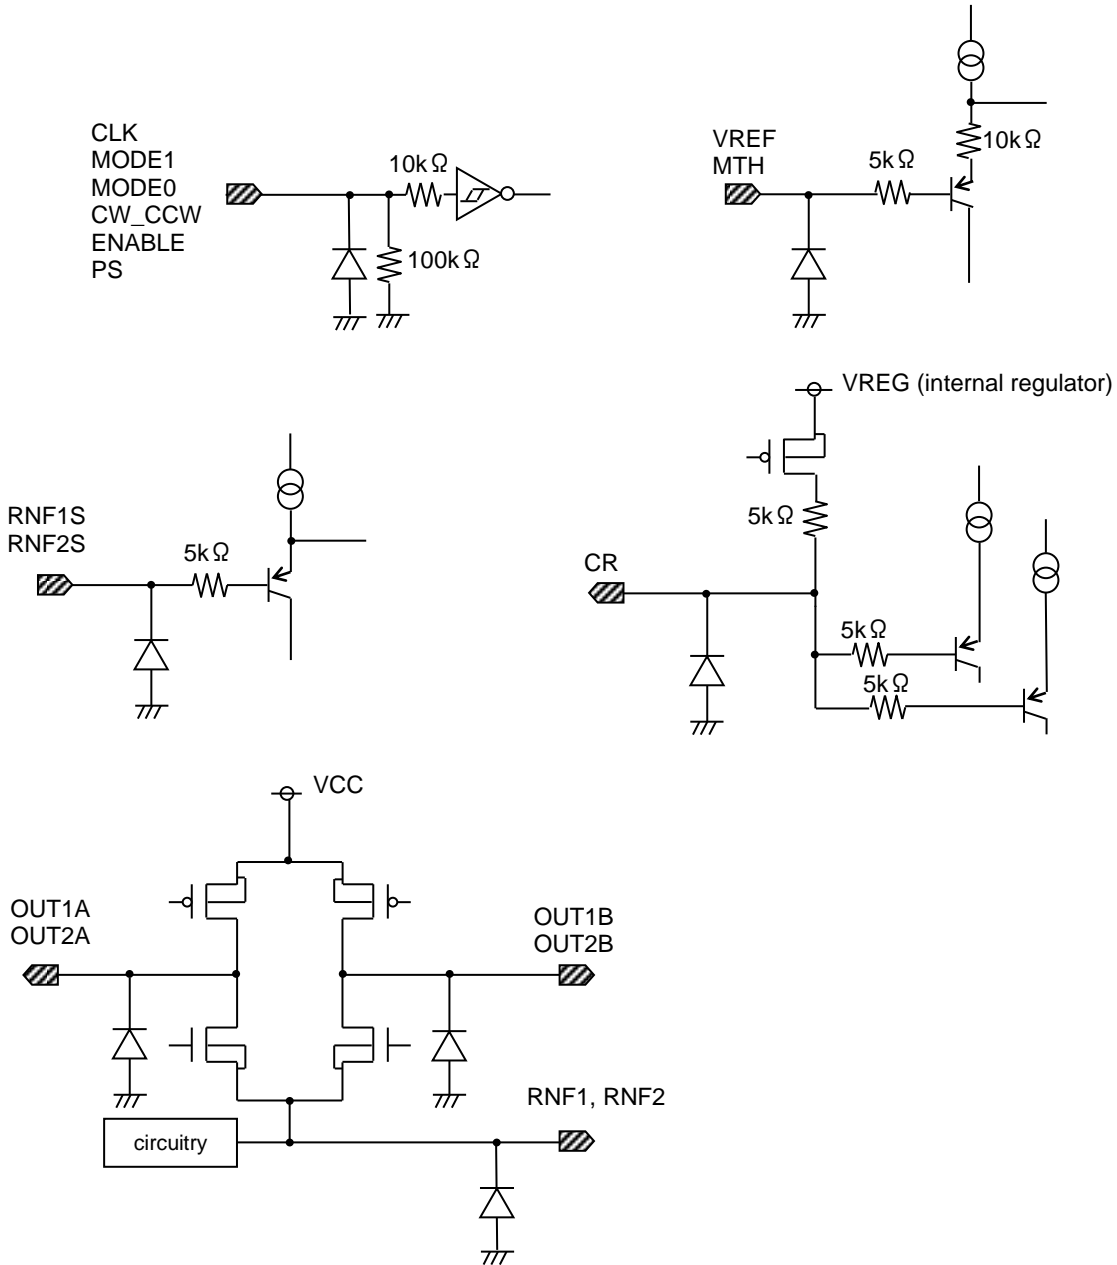 CLK
MODE1
MODE0
CW_CCW
ENABLE
PS
10kΩ
100kΩ
VREF
MTH
5kΩ
10kΩ
RNF1S
RNF2S
5kΩ
VREG (internal regulator)
5kΩ
CR
5kΩ
5kΩ
VCC
OUT1A
OUT2A
OUT1B
OUT2B
RNF1, RNF2
circuitry